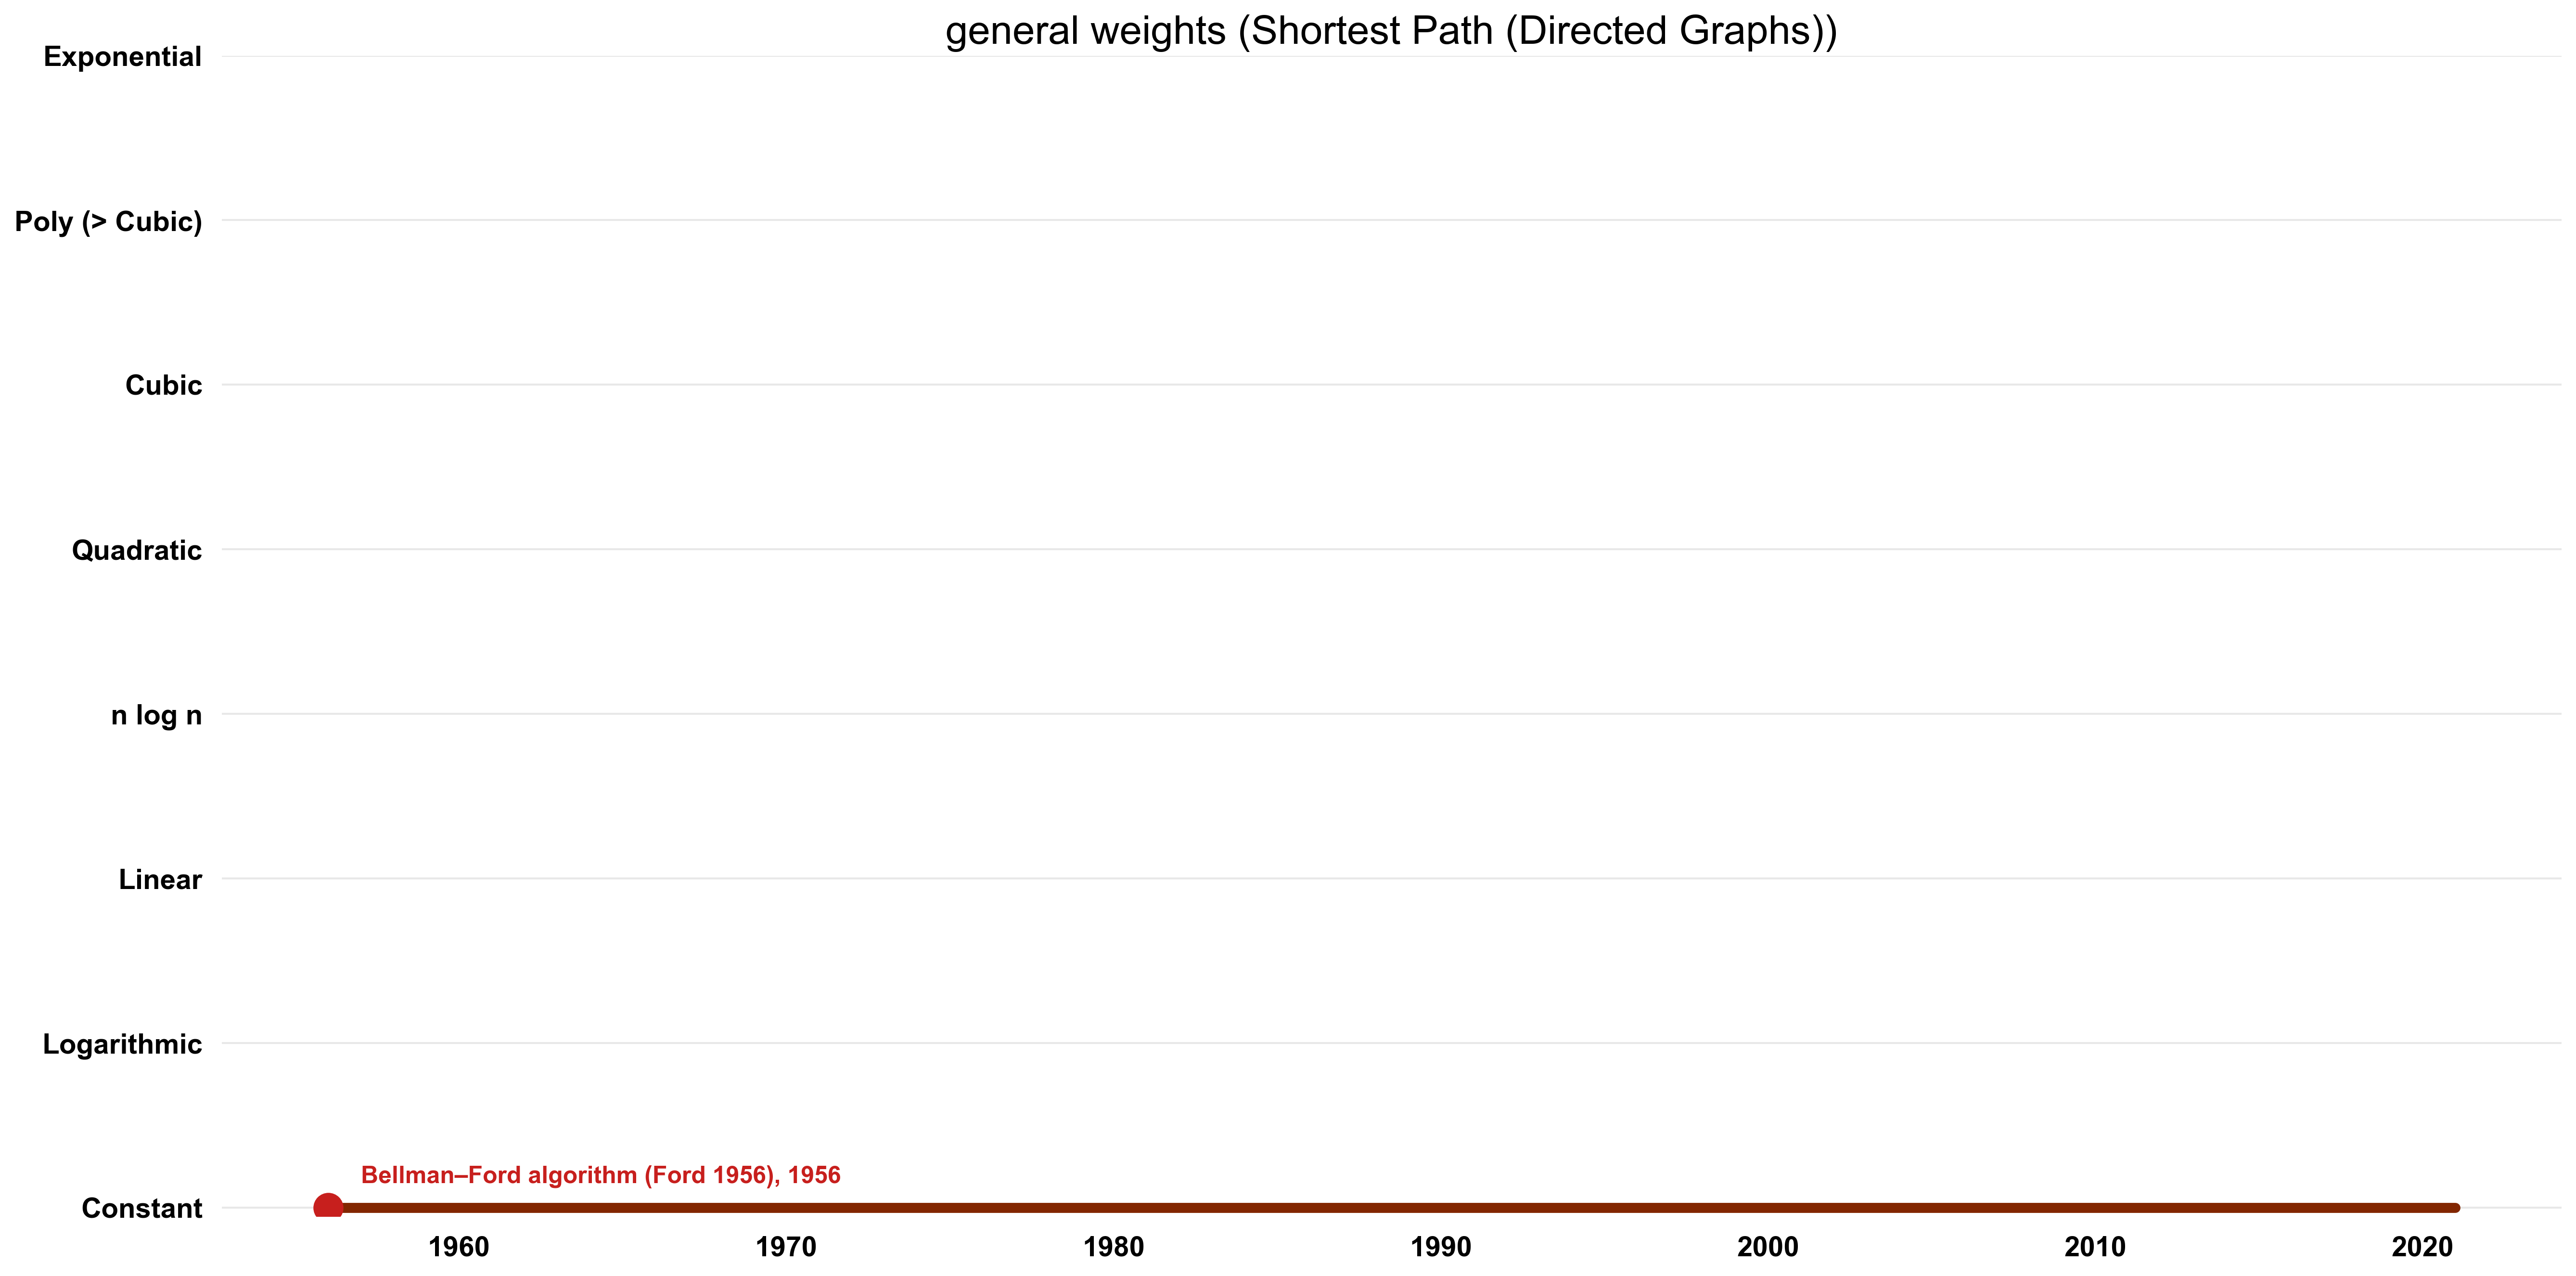 general weights (Shortest Path (Directed Graphs))
Exponential
Poly (> Cubic)
Cubic
Quadratic
n log n
Linear
Logarithmic
Bellman–Ford algorithm (Ford 1956), 1956
Constant
1960 1970 1980 1990 2000 2010 2020